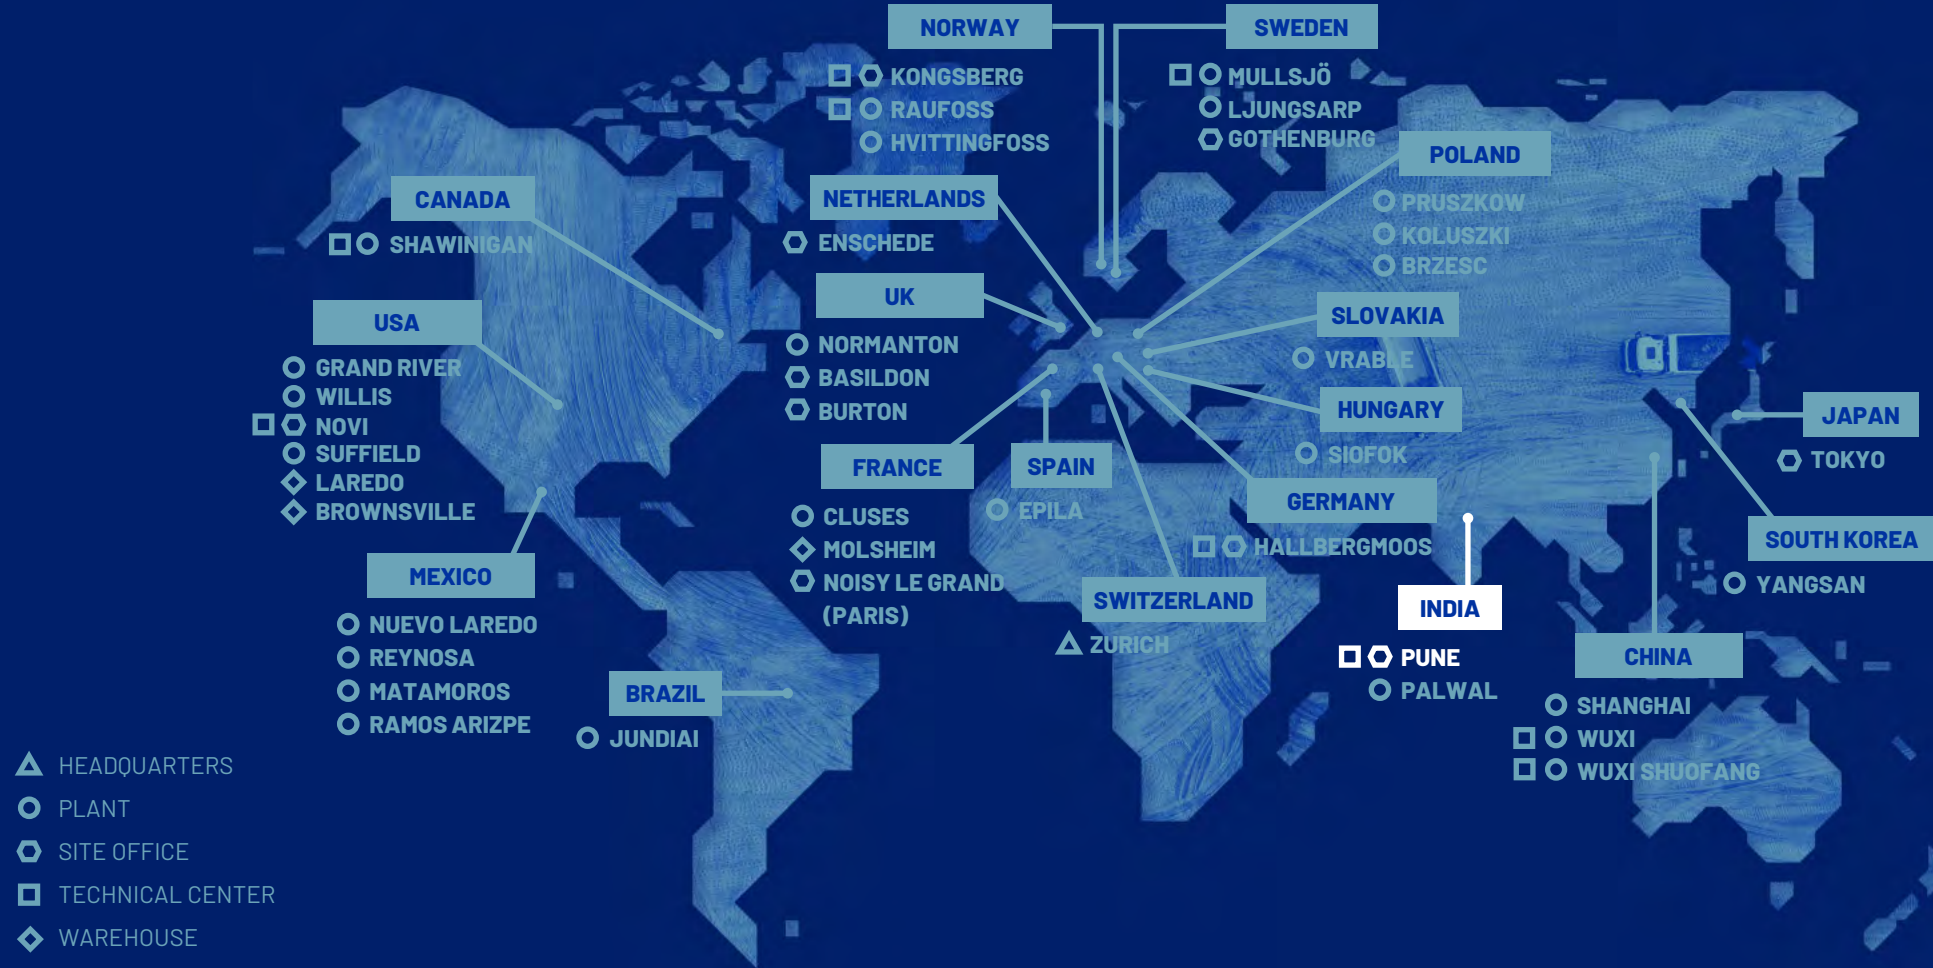 NORWAY
KONGSBERG
RAUFOSS
HVITTINGFOSS
SWEDEN
MULLSJÖ
LJUNGSARP
GOTHENBURG
POLAND
PRUSZKOW
KOLUSZKI
BRZESC
CANADA
SHAWINIGAN
NETHERLANDS
ENSCHEDE
UK
NORMANTON
BASILDON
BURTON
USA
GRAND RIVER
WILLIS
NOVI
SUFFIELD
LAREDO
BROWNSVILLE
SLOVAKIA
VRABLE
HUNGARY
SIOFOK
JAPAN
TOKYO
FRANCE
CLUSES
MOLSHEIM
NOISY LE GRAND
(PARIS)
SPAIN
EPILA
GERMANY
HALLBERGMOOS
SOUTH KOREA
YANGSAN
MEXICO
NUEVO LAREDO
REYNOSA
MATAMOROS
RAMOS ARIZPE
SWITZERLAND
ZURICH
INDIA
PUNE
PALWAL
CHINA
SHANGHAI
WUXI
WUXI SHUOFANG
BRAZIL
JUNDIAI
HEADQUARTERS
PLANT
SITE OFFICE
TECHNICAL CENTER
WAREHOUSE